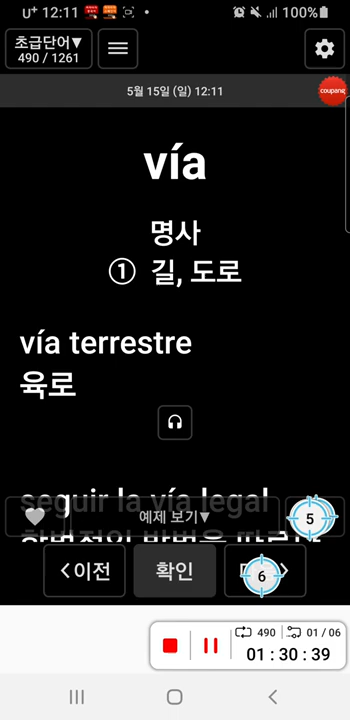 U+ 12:11 100%
초급단어▼
490 / 1261
5월 15일 (일) 12:11
coupang
vía
명사
① 길, 도로
vía terrestre
육로
seguir la vía legal
예제 보기▼
5
이전
확인
6
490 01 / 06
01 : 30 : 39